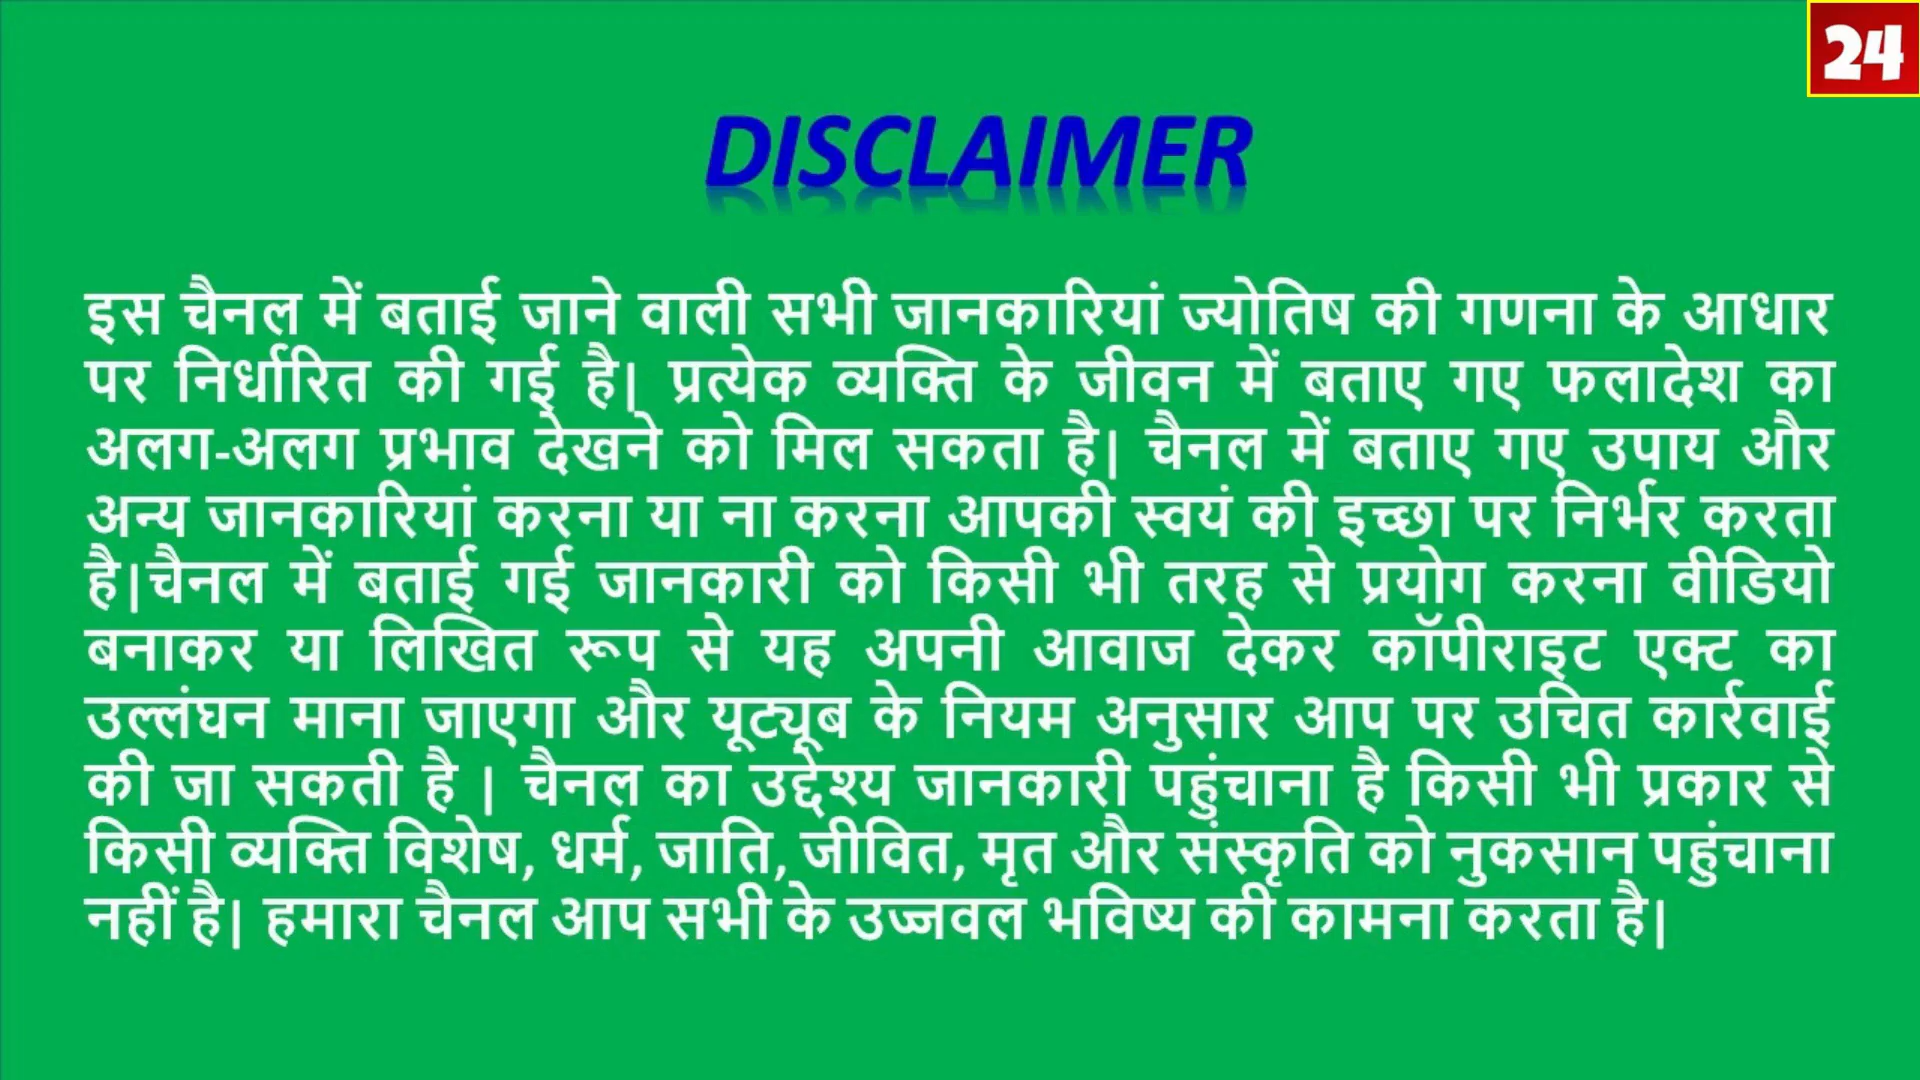 24
DISCLAIMER
इस चैनल में बताई जाने वाली सभी जानकारियां ज्योतिष की गणना के आधार
पर निर्धारित की गई है| प्रत्येक व्यक्ति के जीवन में बताए गए फलादेश का
अलग-अलग प्रभाव देखने को मिल सकता है| चैनल में बताए गए उपाय और
अन्य जानकारियां करना या ना करना आपकी स्वयं की इच्छा पर निर्भर करता
है|चैनल में बताई गई जानकारी को किसी भी तरह से प्रयोग करना वीडियो
बनाकर या लिखित रूप से यह अपनी आवाज देकर कॉपीराइट एक्ट का
उल्लंघन माना जाएगा और यूट्यूब के नियम अनुसार आप पर उचित कार्रवाई
की जा सकती है | चैनल का उद्देश्य जानकारी पहुंचाना है किसी भी प्रकार से
किसी व्यक्ति विशेष, धर्म, जाति, जीवित, मृत और संस्कृति को नुकसान पहुंचाना
नहीं है| हमारा चैनल आप सभी के उज्जवल भविष्य की कामना करता है|